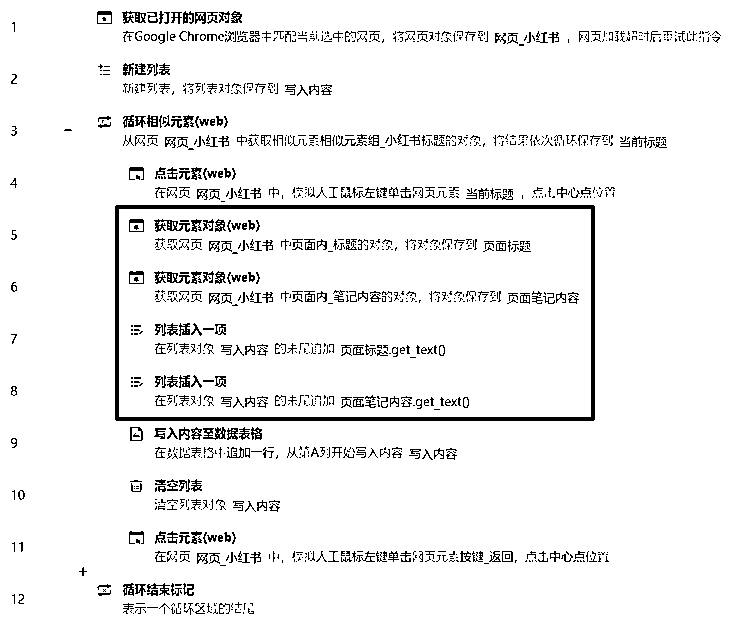 1
获取已打开的网页对象
在Google Chrome浏览器中匹配当前选中的网页，将网页对象保存到 网页_小红书 ，网页加载超时后重试此指令
2
新建列表
新建列表，将列表对象保存到 写入内容
3
循环相似元素(web)
从网页 网页_小红书 中获取相似元素相似元素组_小红书标题的对象，将结果依次循环保存到 当前标题
4
点击元素(web)
在网页 网页_小红书 中，模拟人工鼠标左键单击网页元素 当前标题 ，点击中心点位置
5
获取元素对象(web)
获取网页 网页_小红书 中页面内_标题的对象，将对象保存到 页面标题
6
获取元素对象(web)
获取网页 网页_小红书 中页面内_笔记内容的对象，将对象保存到 页面笔记内容
7
列表插入一项
在列表对象 写入内容 的末尾追加 页面标题.get_text()
8
列表插入一项
在列表对象 写入内容 的末尾追加 页面笔记内容.get_text()
9
写入内容至数据表格
在数据表格中追加一行，从第A列开始写入内容 写入内容
10
清空列表
清空列表对象 写入内容
11
点击元素(web)
在网页 网页_小红书 中，模拟人工鼠标左键单击网页元素按键_返回，点击中心点位置
12
循环结束标记
表示一个循环区域的结尾